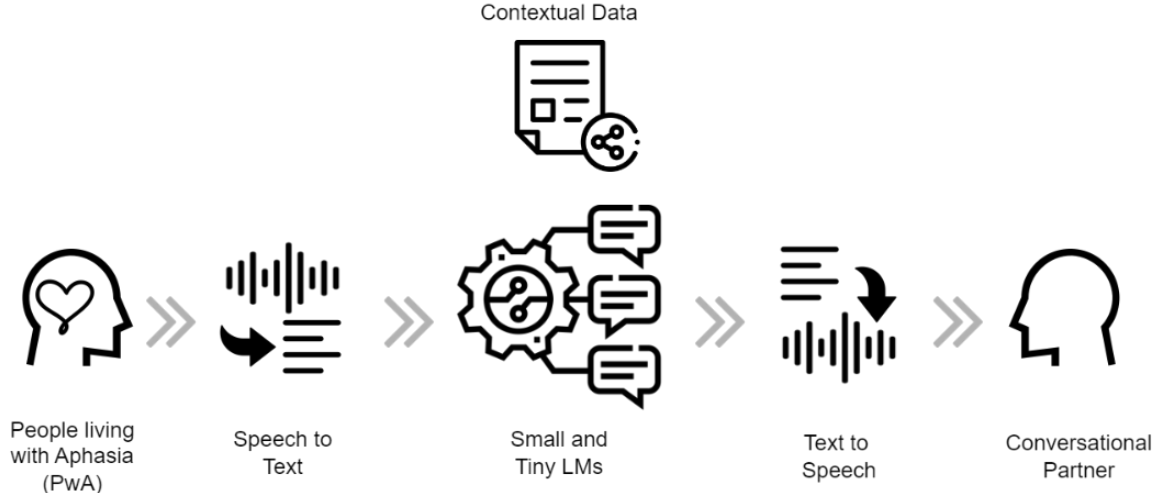 Contextual Data
People living
with Aphasia
(PwA)
Speech to
Text
Small and
Tiny LMs
Text to
Speech
Conversational
Partner